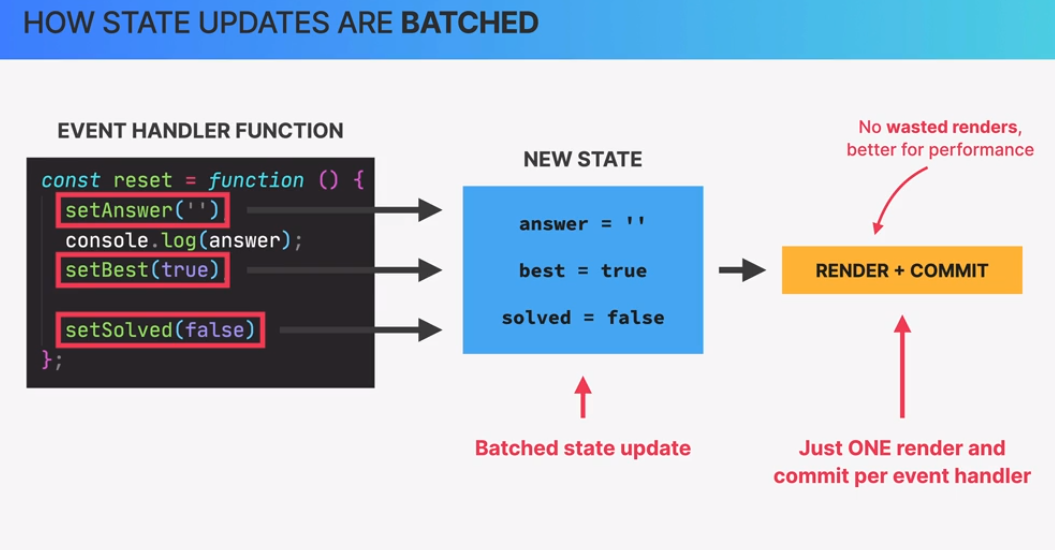 HOW STATE UPDATES ARE BATCHED
EVENT HANDLER FUNCTION
const reset = function () {
setAnswer('')
console.log(answer);
setBest(true)
setSolved(false)
};
NEW STATE
answer = ''
best = true
solved = false
Batched state update
No wasted renders,
better for performance
RENDER + COMMIT
Just ONE render and
commit per event handler